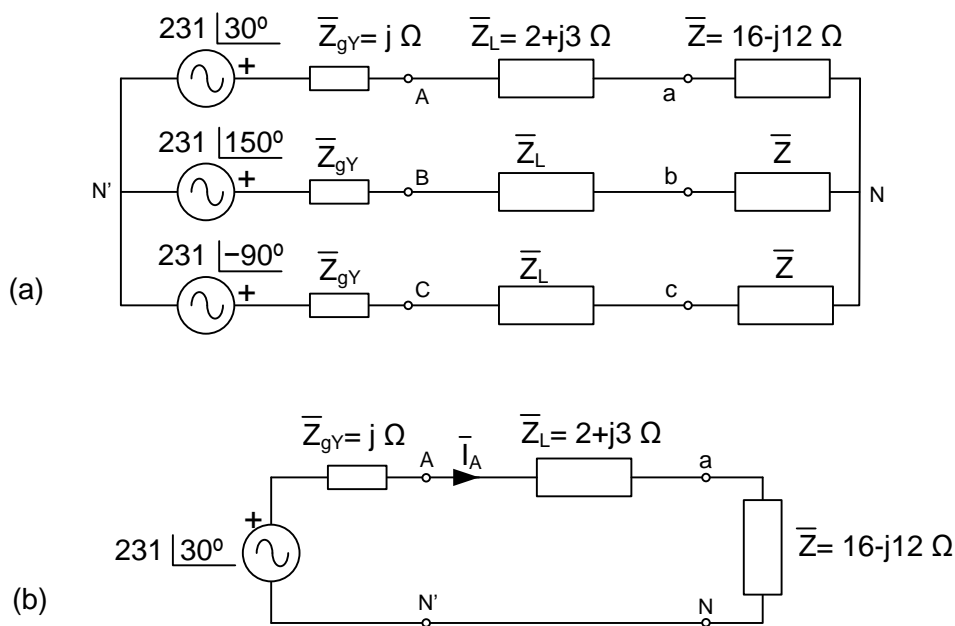 231 |30º Z̅gY= j Ω Z̅L = 2+j3 Ω Z̅= 16-j12 Ω
+
A a
231 |150º Z̅gY Z̅L Z̅
N' + B b N
231 |−90º Z̅gY Z̅L Z̅
(a) + C c
Z̅gY= j Ω A I̅A Z̅L= 2+j3 Ω a
+
231 |30º Z̅= 16-j12 Ω
(b) N' N